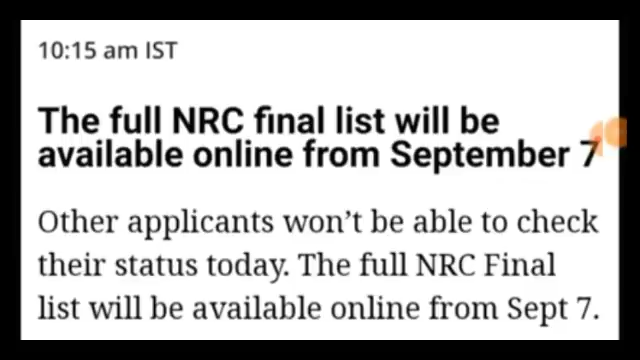 10:15 am IST
The full NRC final list will be
available online from September 7
Other applicants won’t be able to check
their status today. The full NRC Final
list will be available online from Sept 7.